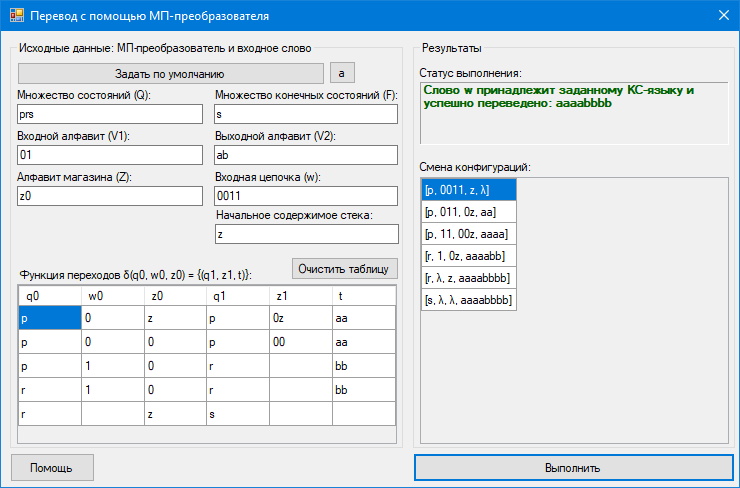 Перевод с помощью МП-преобразователя
Исходные данные: МП-преобразователь и входное слово
Задать по умолчанию
a
Множество состояний (Q):
Множество конечных состояний (F):
prs
s
Входной алфавит (V1):
Выходной алфавит (V2):
01
ab
Алфавит магазина (Z):
Входная цепочка (w):
z0
0011
Начальное содержимое стека:
z
Функция переходов δ(q0, w0, z0) = {(q1, z1, t)}:
Очистить таблицу
q0 w0 z0 q1 z1 t
p 0 z p 0z aa
p 0 0 p 00 aa
p 1 0 r bb
r 1 0 r bb
r z s
Помощь
Результаты
Статус выполнения:
Слово w принадлежит заданному КС-языку и
успешно переведено: aaaabbbb
Смена конфигураций:
[p, 0011, z, λ]
[p, 011, 0z, aa]
[p, 11, 00z, aaaa]
[r, 1, 0z, aaaabb]
[r, λ, z, aaaabbbb]
[s, λ, λ, aaaabbbb]
Выполнить